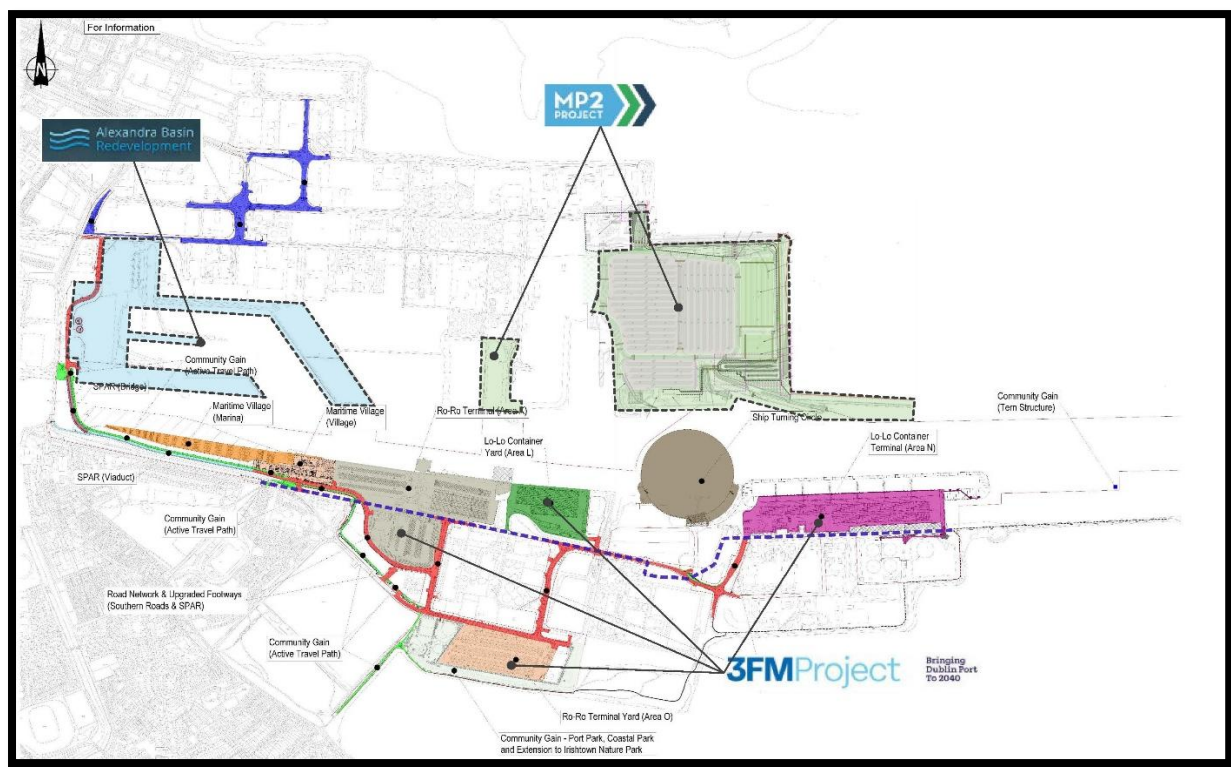 For Information
N
MP2
PROJECT
Alexandra Basin
Redevelopment
Community Gain
(Active Travel Path)
SPAR (Bridge)
Maritime Village
(Marina)
Maritime Village
(Village)
Ro-Ro Terminal (Area K)
Ship Turning Circle
Community Gain
(Tern Structure)
Lo-Lo Container
Yard (Area L)
Lo-Lo Container
Terminal (Area N)
SPAR (Viaduct)
Community Gain
(Active Travel Path)
Road Network & Upgraded Footways
(Southern Roads & SPAR)
Community Gain
(Active Travel Path)
3FMProject
Bringing
Dublin Port
To 2040
Ro-Ro Terminal Yard (Area O)
Community Gain - Port Park, Coastal Park
and Extension to Irishtown Nature Park